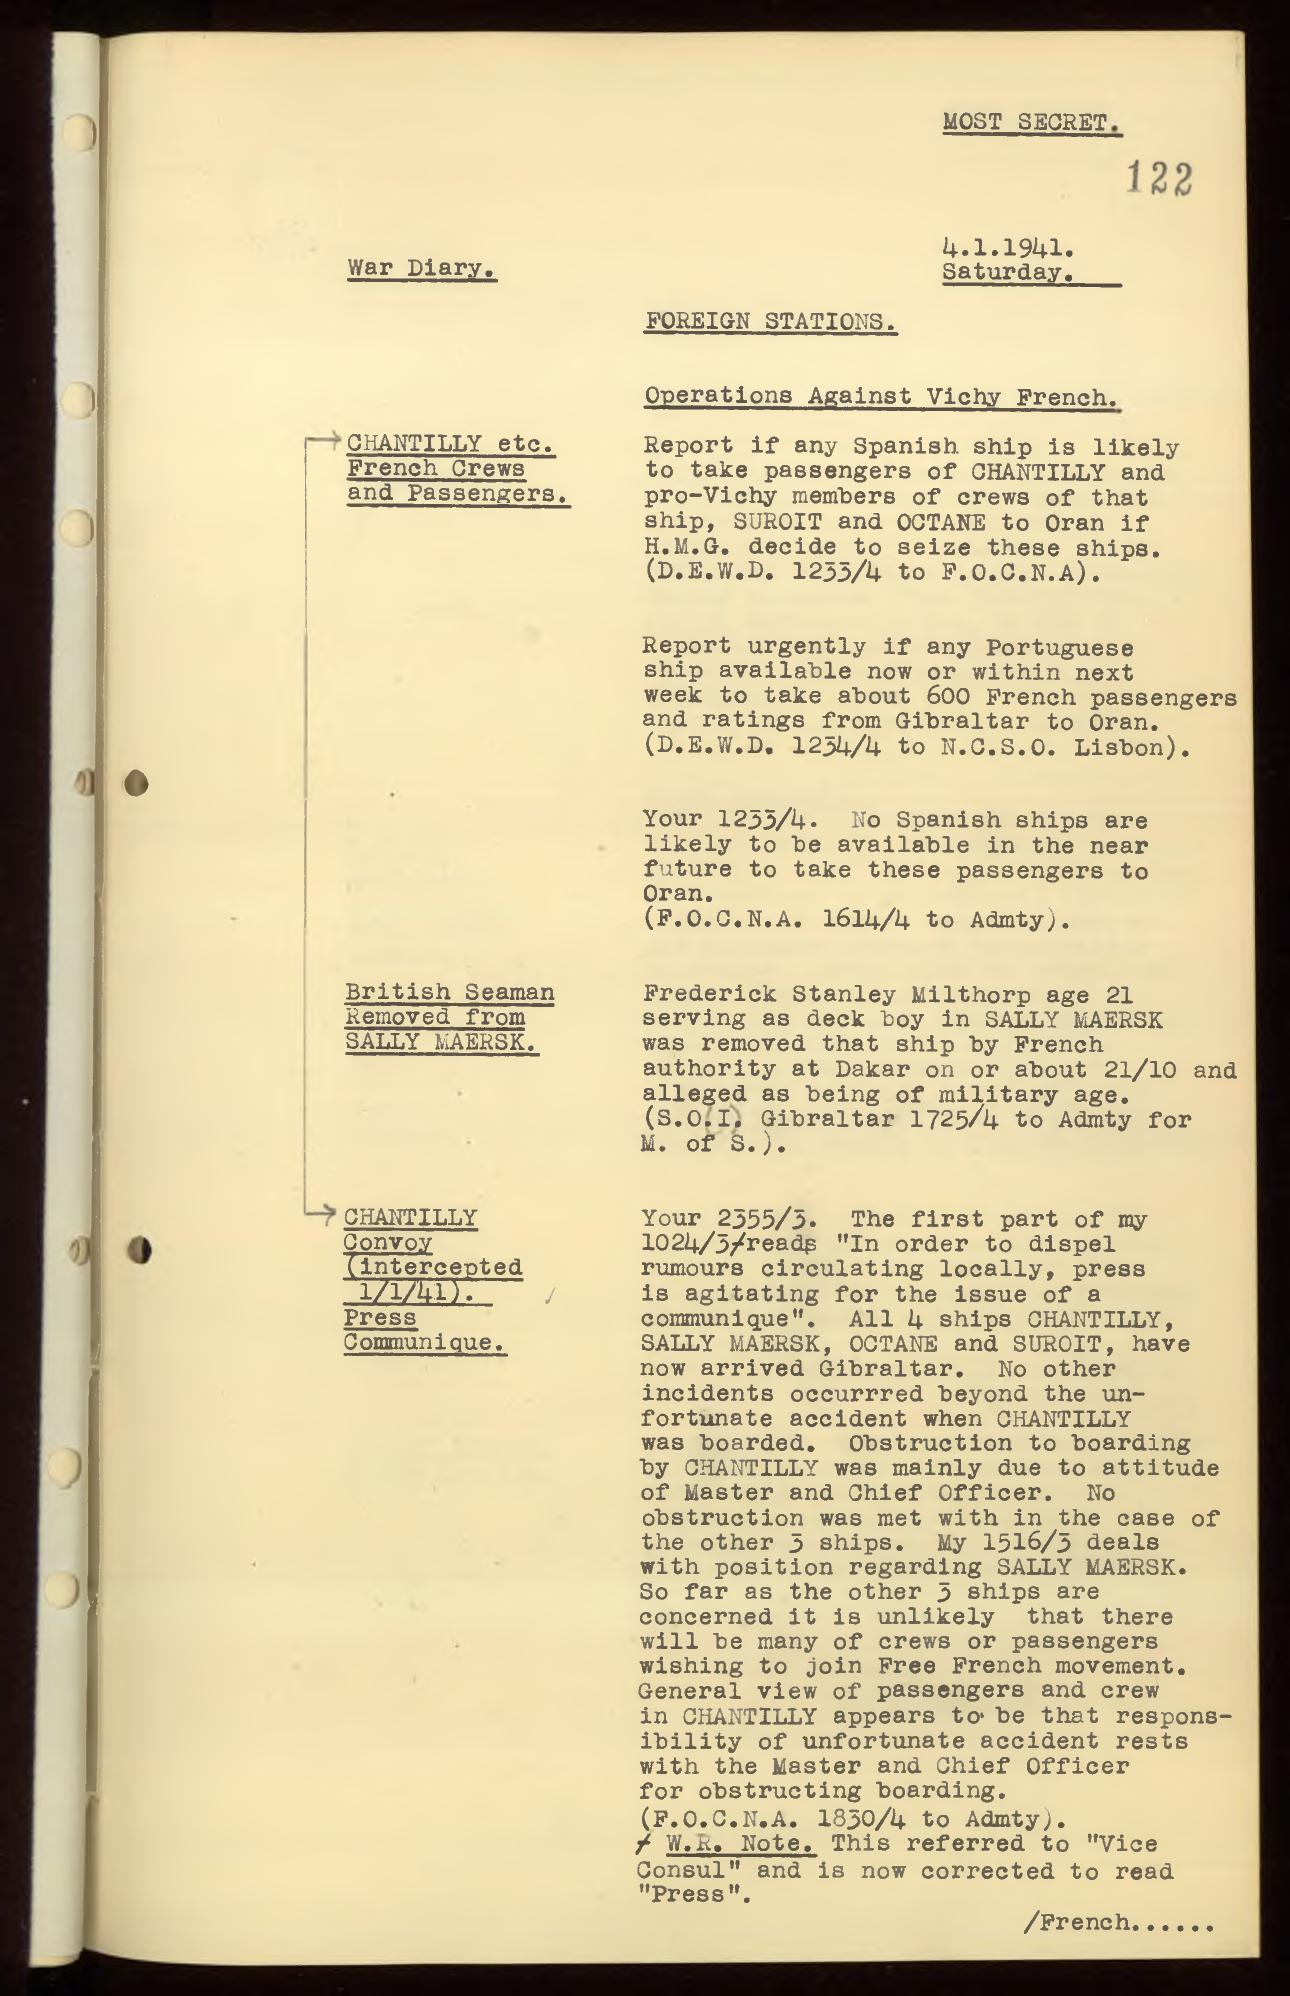 MOST SECRET.
122
4.1.1941.
War Diary.
Saturday.
FOREIGN STATIONS.
Operations Against Vichy French.
CHANTILLY etc.
French Crews
and Passengers.
Report if any Spanish ship is likely
to take passengers of CHANTILLY and
pro-Vichy members of crews of that
ship, SUROIT and OCTANE to Oran if
H.M.G. decide to seize these ships.
(D.E.W.D. 1233/4 to F.O.C.N.A).
Report urgently if any Portuguese
ship available now or within next
week to take about 600 French passengers
and ratings from Gibraltar to Oran.
(D.E.W.D. 1234/4 to N.C.S.O. Lisbon).
Your 1233/4.  No Spanish ships are
likely to be available in the near
future to take these passengers to
Oran.
(F.O.C.N.A. 1614/4 to Admty).
British Seaman
Removed from
SALLY MAERSK.
Frederick Stanley Milthorp age 21
serving as deck boy in SALLY MAERSK
was removed that ship by French
authority at Dakar on or about 21/10 and
alleged as being of military age.
(S.O.(I) Gibraltar 1725/4 to Admty for
M. of S.).
CHANTILLY
Convoy
(intercepted
1/1/41).
Press
Communique.
Your 2355/3.  The first part of my
1024/3/reads "In order to dispel
rumours circulating locally, press
is agitating for the issue of a
communique".  All 4 ships CHANTILLY,
SALLY MAERSK, OCTANE and SUROIT, have
now arrived Gibraltar.  No other
incidents occurrred beyond the un-
fortunate accident when CHANTILLY
was boarded.  Obstruction to boarding
by CHANTILLY was mainly due to attitude
of Master and Chief Officer.  No
obstruction was met with in the case of
the other 3 ships.  My 1516/3 deals
with position regarding SALLY MAERSK.
So far as the other 3 ships are
concerned it is unlikely  that there
will be many of crews or passengers
wishing to join Free French movement.
General view of passengers and crew
in CHANTILLY appears to be that respons-
ibility of unfortunate accident rests
with the Master and Chief Officer
for obstructing boarding.
(F.O.C.N.A. 1830/4 to Admty).
/ W.R. Note. This referred to "Vice
Consul" and is now corrected to read
"Press".
/French......